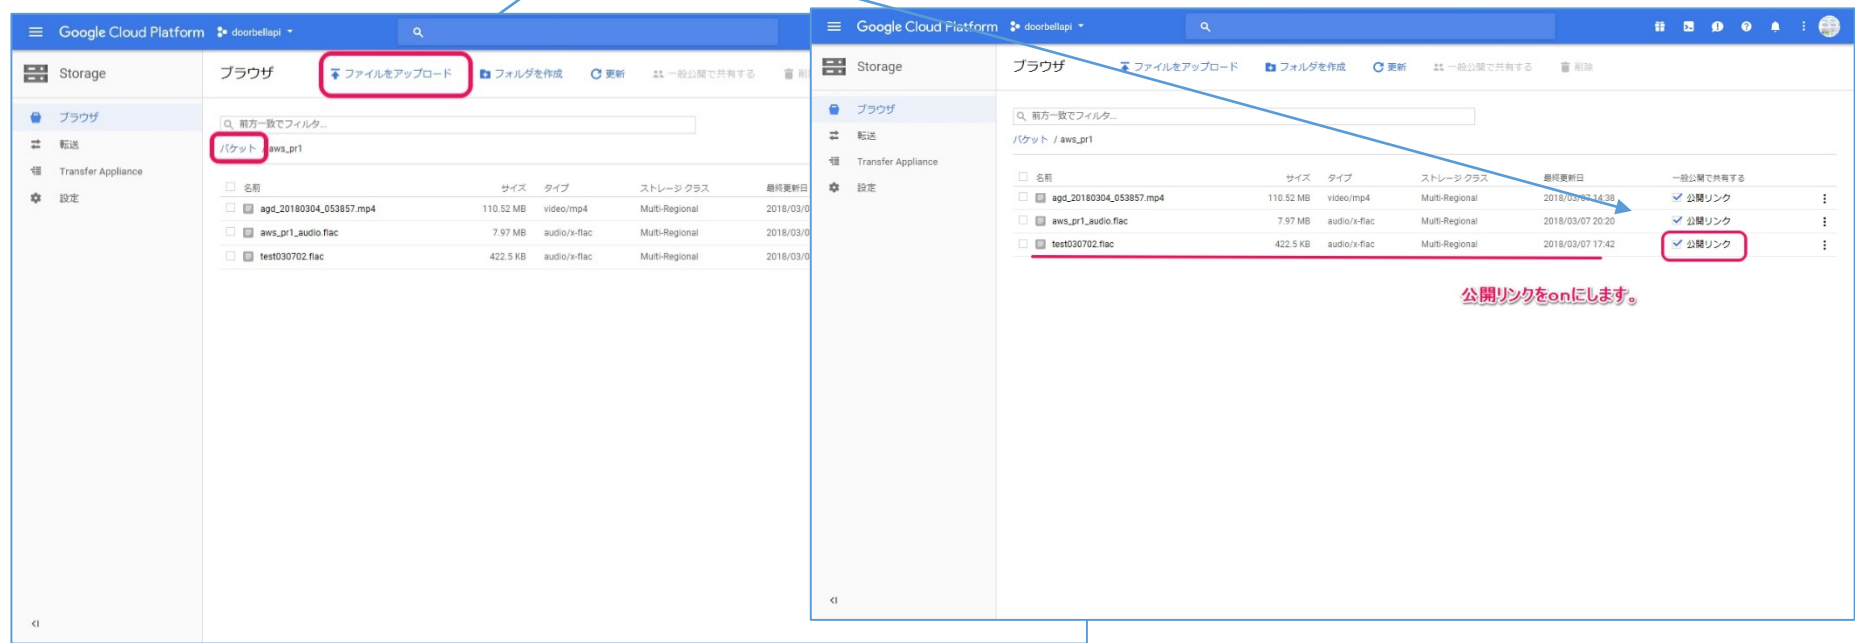 Google Cloud Platform doorbellapi
Storage
ブラウザ
転送
Transfer Appliance
設定
ブラウザ ファイルをアップロード フォルダを作成 更新 一般公開で共有する
前方一致でフィルタ...
バケット / aws_pr1
名前 サイズ タイプ ストレージ クラス 最終更新日
agd_20180304_053857.mp4 110.52 MB video/mp4 Multi-Regional 2018/03/0
aws_pr1_audio.flac 7.97 MB audio/x-flac Multi-Regional 2018/03/0
test030702.flac 422.5 KB audio/x-flac Multi-Regional 2018/03/0
Google Cloud Platform doorbellapi
Storage
ブラウザ
転送
Transfer Appliance
設定
ブラウザ ファイルをアップロード フォルダを作成 更新 一般公開で共有する 削除
前方一致でフィルタ...
バケット / aws_pr1
名前 サイズ タイプ ストレージ クラス 最終更新日 一般公開で共有する
agd_20180304_053857.mp4 110.52 MB video/mp4 Multi-Regional 2018/03/07 14:38 公開リンク
aws_pr1_audio.flac 7.97 MB audio/x-flac Multi-Regional 2018/03/07 20:20 公開リンク
test030702.flac 422.5 KB audio/x-flac Multi-Regional 2018/03/07 17:42 公開リンク
公開リンクをonにします。